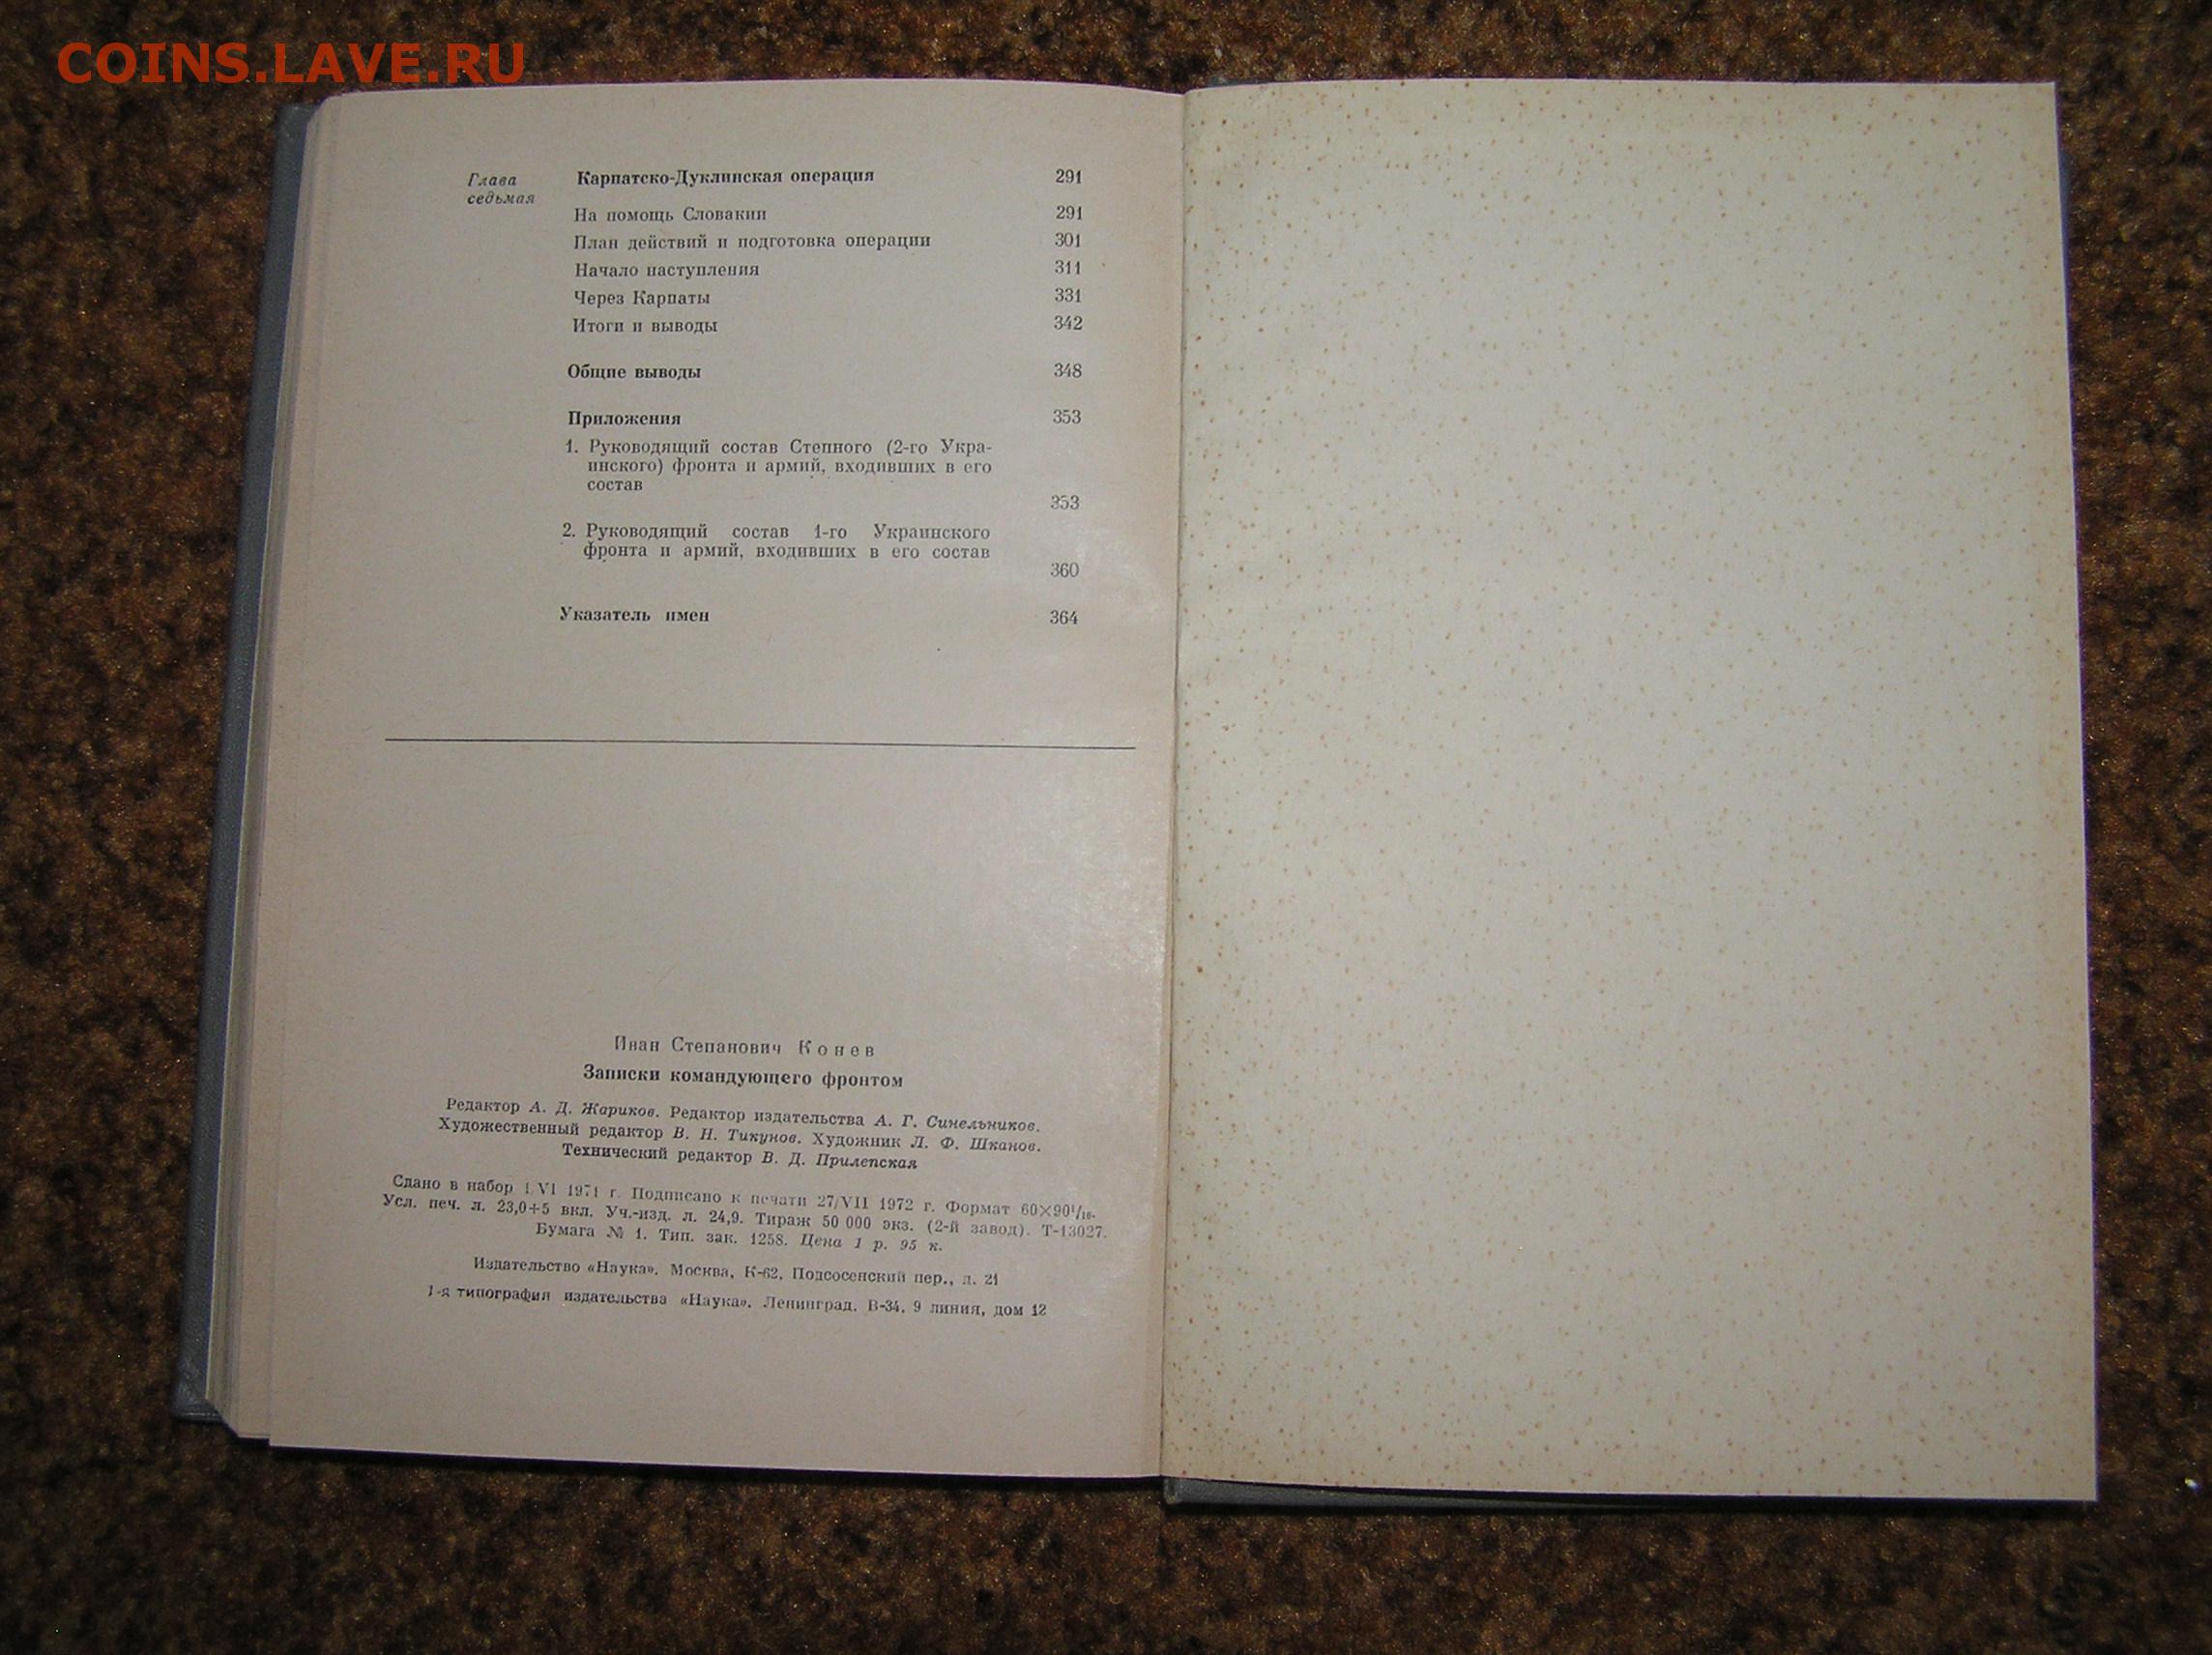 COINS.LAVE.RU
Глава седьмая
Карпатско-Дуклинская операция 291
На помощь Словакии 291
План действий и подготовка операции 301
Начало наступления 311
Через Карпаты 331
Итоги и выводы 342
Общие выводы 348
Приложения 353
1. Руководящий состав Степного (2-го Укра-
инского) фронта и армий, входивших в его
состав
353
2. Руководящий состав 1-го Украинского
фронта и армий, входивших в его состав
360
Указатель имен 364
Иван Степанович Конев
Записки командующего фронтом
Редактор А. Д. Жариков. Редактор издательства А. Г. Синельников.
Художественный редактор В. Н. Тикунов. Художник Л. Ф. Шканов.
Технический редактор В. Д. Прилепская
Сдано в набор 1/VI 1971 г. Подписано к печати 27/VII 1972 г. Формат 60×90¹/₁₆.
Усл. печ. л. 23,0+5 вкл. Уч.-изд. л. 24,9. Тираж 50 000 экз. (2-й завод). Т-13027.
Бумага № 1. Тип. зак. 1258. Цена 1 р. 95 к.
Издательство «Наука». Москва, К-62, Подсосенский пер., д. 21
1-я типография издательства «Наука». Ленинград, В-34, 9 линия, дом 12